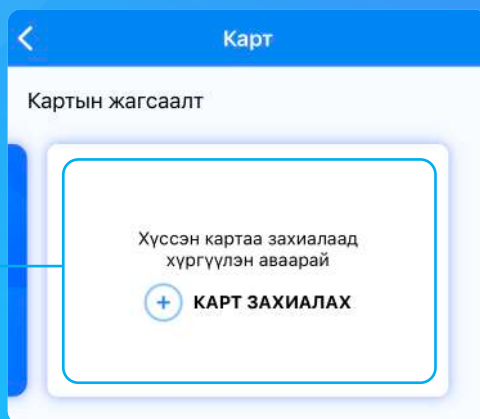 Карт
Картын жагсаалт
Хүссэн картаа захиалаад
хүргүүлэн аваарай
КАРТ ЗАХИАЛАХ